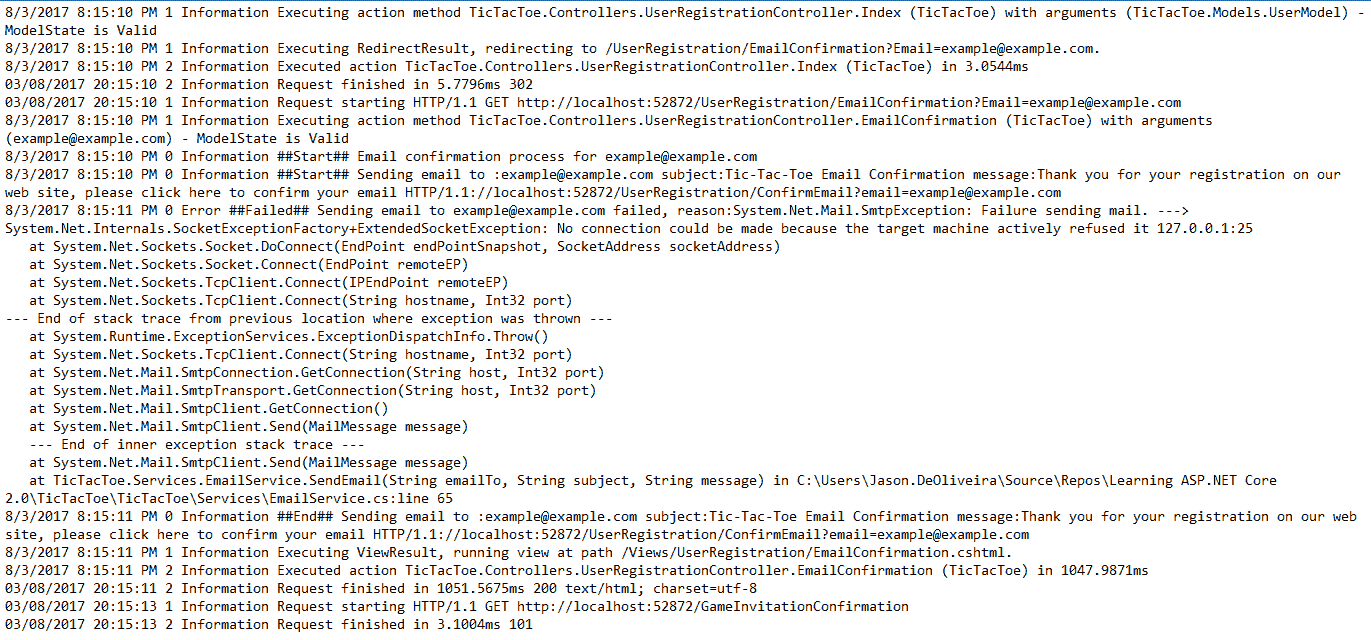 8/3/2017 8:15:10 PM 1 Information Executing action method TicTacToe.Controllers.UserRegistrationController.Index (TicTacToe) with arguments (TicTacToe.Models.UserModel) -
ModelState is Valid
8/3/2017 8:15:10 PM 1 Information Executing RedirectResult, redirecting to /UserRegistration/EmailConfirmation?Email=example@example.com.
8/3/2017 8:15:10 PM 2 Information Executed action TicTacToe.Controllers.UserRegistrationController.Index (TicTacToe) in 3.0544ms
03/08/2017 20:15:10 2 Information Request finished in 5.7796ms 302
03/08/2017 20:15:10 1 Information Request starting HTTP/1.1 GET http://localhost:52872/UserRegistration/EmailConfirmation?Email=example@example.com
8/3/2017 8:15:10 PM 1 Information Executing action method TicTacToe.Controllers.UserRegistrationController.EmailConfirmation (TicTacToe) with arguments
(example@example.com) - ModelState is Valid
8/3/2017 8:15:10 PM 0 Information ##Start## Email confirmation process for example@example.com
8/3/2017 8:15:10 PM 0 Information ##Start## Sending email to :example@example.com subject:Tic-Tac-Toe Email Confirmation message:Thank you for your registration on our
web site, please click here to confirm your email HTTP/1.1://localhost:52872/UserRegistration/ConfirmEmail?email=example@example.com
8/3/2017 8:15:11 PM 0 Error ##Failed## Sending email to example@example.com failed, reason:System.Net.Mail.SmtpException: Failure sending mail. --->
System.Net.Internals.SocketExceptionFactory+ExtendedSocketException: No connection could be made because the target machine actively refused it 127.0.0.1:25
   at System.Net.Sockets.Socket.DoConnect(EndPoint endPointSnapshot, SocketAddress socketAddress)
   at System.Net.Sockets.Socket.Connect(EndPoint remoteEP)
   at System.Net.Sockets.TcpClient.Connect(IPEndPoint remoteEP)
   at System.Net.Sockets.TcpClient.Connect(String hostname, Int32 port)
--- End of stack trace from previous location where exception was thrown ---
   at System.Runtime.ExceptionServices.ExceptionDispatchInfo.Throw()
   at System.Net.Sockets.TcpClient.Connect(String hostname, Int32 port)
   at System.Net.Mail.SmtpConnection.GetConnection(String host, Int32 port)
   at System.Net.Mail.SmtpTransport.GetConnection(String host, Int32 port)
   at System.Net.Mail.SmtpClient.GetConnection()
   at System.Net.Mail.SmtpClient.Send(MailMessage message)
   --- End of inner exception stack trace ---
   at System.Net.Mail.SmtpClient.Send(MailMessage message)
   at TicTacToe.Services.EmailService.SendEmail(String emailTo, String subject, String message) in C:\Users\Jason.DeOliveira\Source\Repos\Learning ASP.NET Core
2.0\TicTacToe\TicTacToe\Services\EmailService.cs:line 65
8/3/2017 8:15:11 PM 0 Information ##End## Sending email to :example@example.com subject:Tic-Tac-Toe Email Confirmation message:Thank you for your registration on our web
site, please click here to confirm your email HTTP/1.1://localhost:52872/UserRegistration/ConfirmEmail?email=example@example.com
8/3/2017 8:15:11 PM 1 Information Executing ViewResult, running view at path /Views/UserRegistration/EmailConfirmation.cshtml.
8/3/2017 8:15:11 PM 2 Information Executed action TicTacToe.Controllers.UserRegistrationController.EmailConfirmation (TicTacToe) in 1047.9871ms
03/08/2017 20:15:11 2 Information Request finished in 1051.5675ms 200 text/html; charset=utf-8
03/08/2017 20:15:13 1 Information Request starting HTTP/1.1 GET http://localhost:52872/GameInvitationConfirmation
03/08/2017 20:15:13 2 Information Request finished in 3.1004ms 101